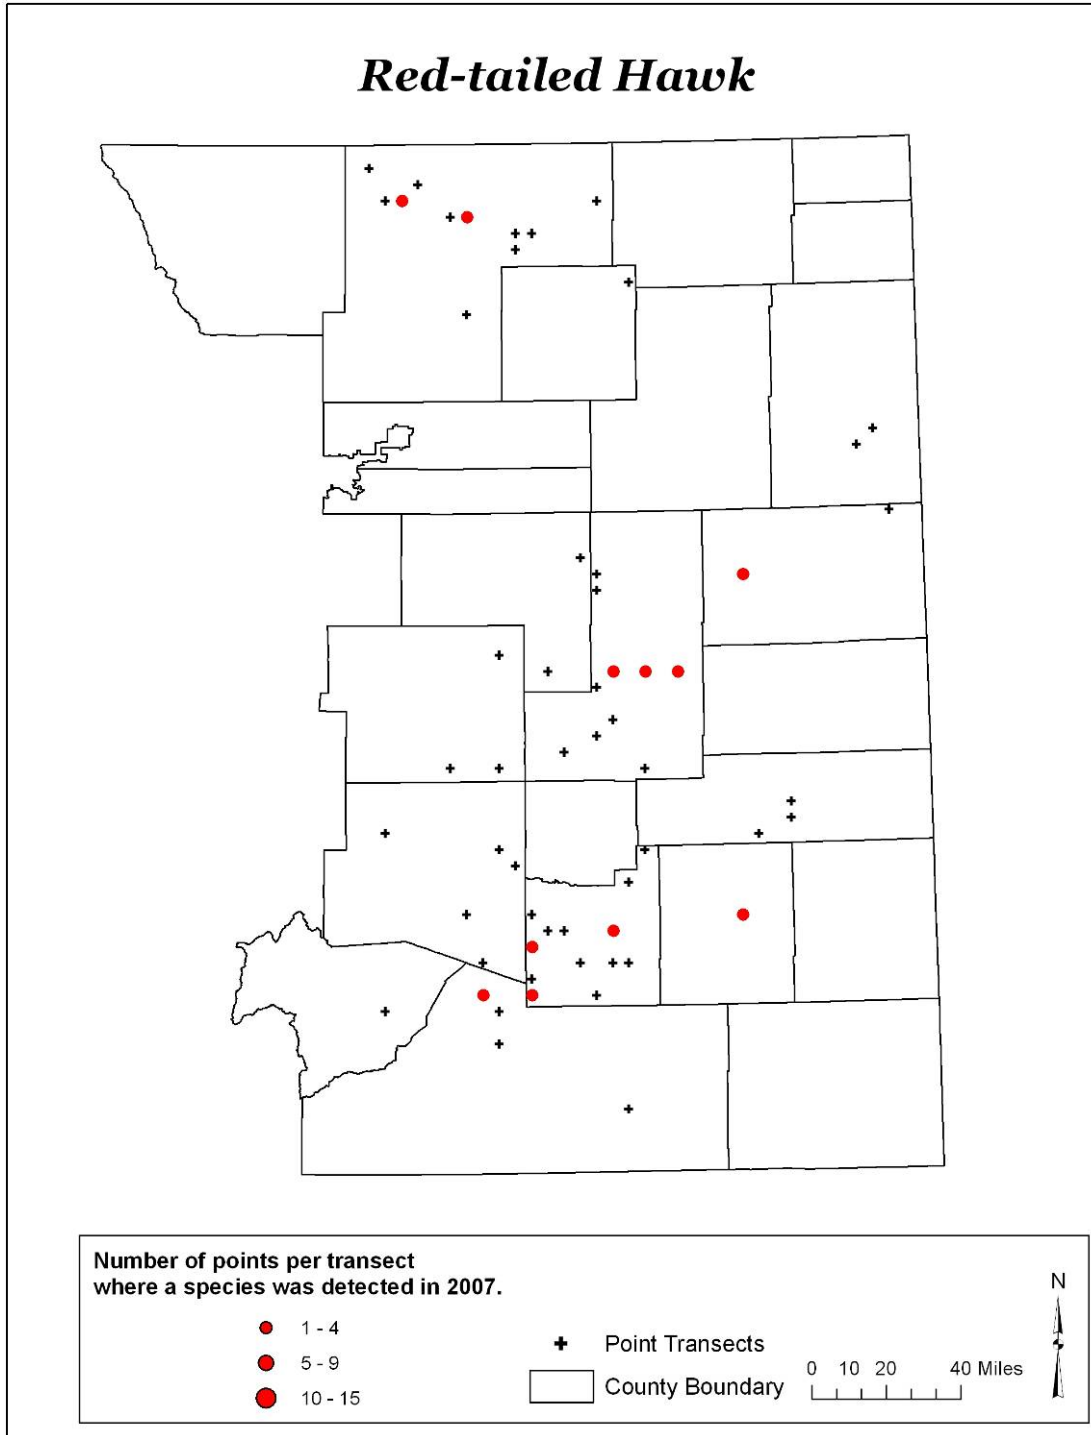 Red-tailed Hawk
Number of points per transect
where a species was detected in 2007.
1 - 4
5 - 9
10 - 15
Point Transects
County Boundary
N
0 10 20 40 Miles